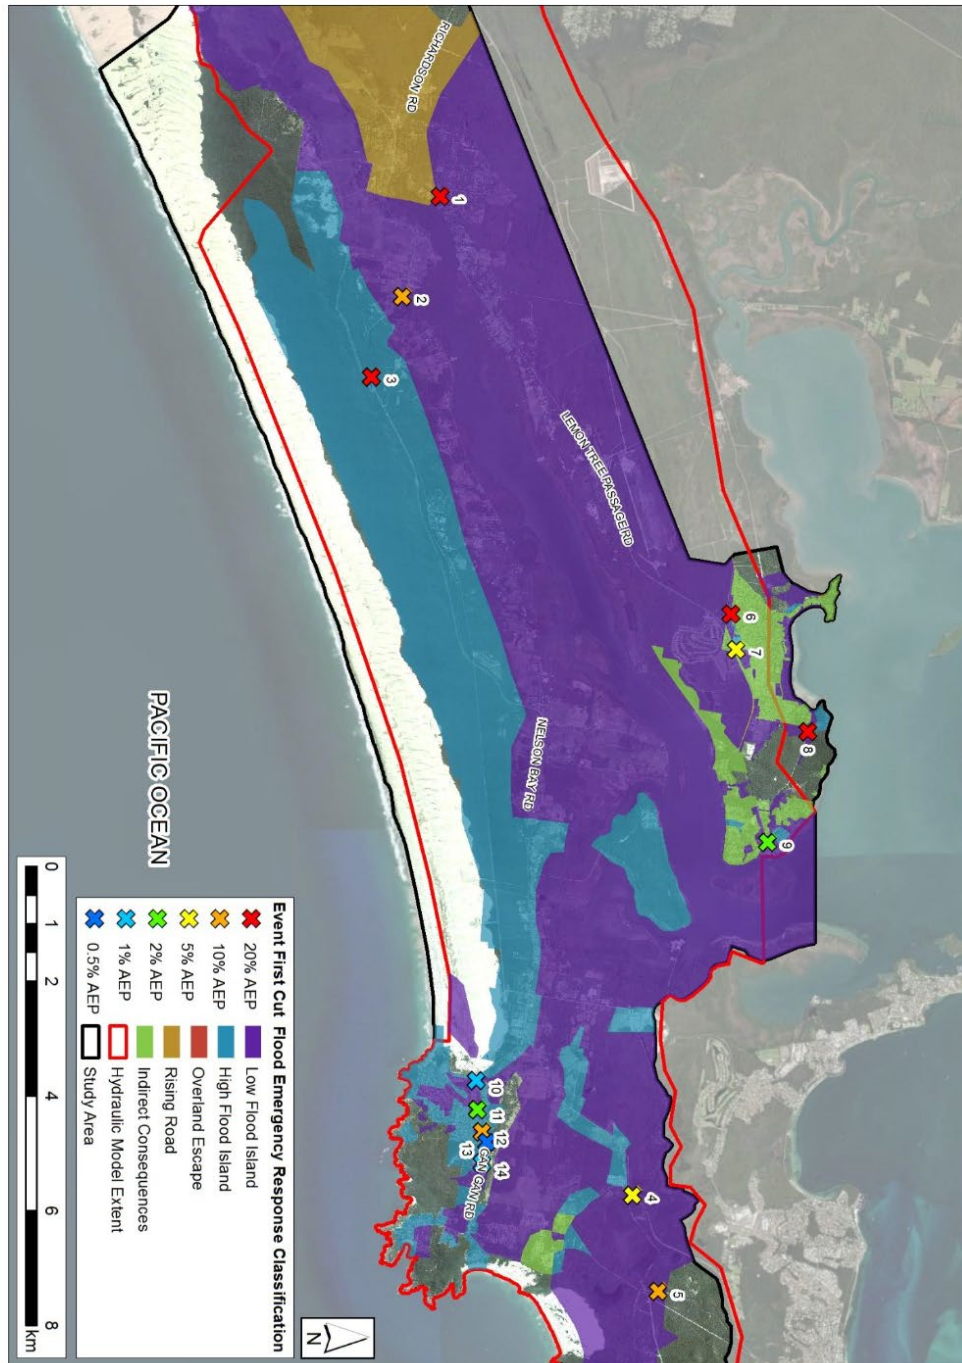 RICHARDSON RD
1
2
3
LEMON TREE PASSAGE RD
6
7
8
9
NELSON BAY RD
10
11
12
13
14
GAN GAN RD
4
5
PACIFIC OCEAN
Event First Cut
20% AEP
10% AEP
5% AEP
2% AEP
1% AEP
0.5% AEP
Flood Emergency Response Classification
Low Flood Island
High Flood Island
Overland Escape
Rising Road
Indirect Consequences
Hydraulic Model Extent
Study Area
N
0 1 2 4 6 8
km